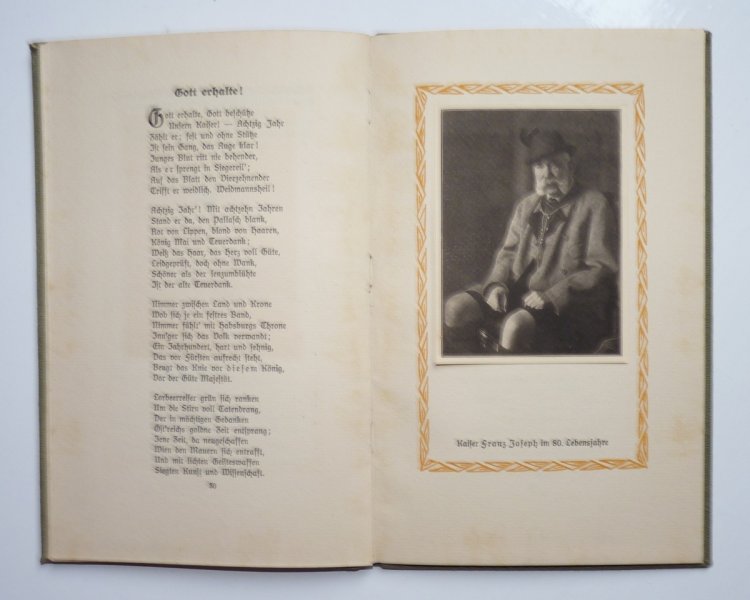 Gott erhalte!
Gott erhalte, Gott beschütze
Unsern Kaiser! — Achtzig Jahr
Zählt er; fest und ohne Stütze
Ist sein Gang, das Auge klar!
Junges Blut ritt nie behender,
Als er sprengt in Siegereil';
Auf das Blatt den Vierzehnender
Trifft er weidlich. Weidmannsheil!
Achtzig Jahr'! Mit achtzehn Jahren
Stand er da, den Pallasch blank,
Rot von Lippen, blond von Haaren,
König Mai und Teuerdank;
Weiß das Haar, das Herz voll Güte,
Leidgeprüft, doch ohne Wank,
Schöner als der lenzumblühte
Ist der alte Teuerdank.
Nimmer zwischen Land und Krone
Wob sich je ein festres Band,
Nimmer fühlt' mit Habsburgs Throne
Inn'ger sich das Volk verwandt;
Ein Jahrhundert, hart und sehnig,
Das vor Fürsten aufrecht steht,
Beugt das Knie vor diesem König,
Vor der Güte Majestät.
Lorbeerreiser grün sich ranken
Um die Stirn voll Tatendrang,
Der in mächtigen Gedanken
Öst'reichs goldne Zeit entsprang;
Jene Zeit, da neugeschaffen
Wien den Mauern sich entrafft,
Und mit lichten Geisteswaffen
Siegten Kunst und Wissenschaft.
50
Kaiser Franz Joseph im 80. Lebensjahre